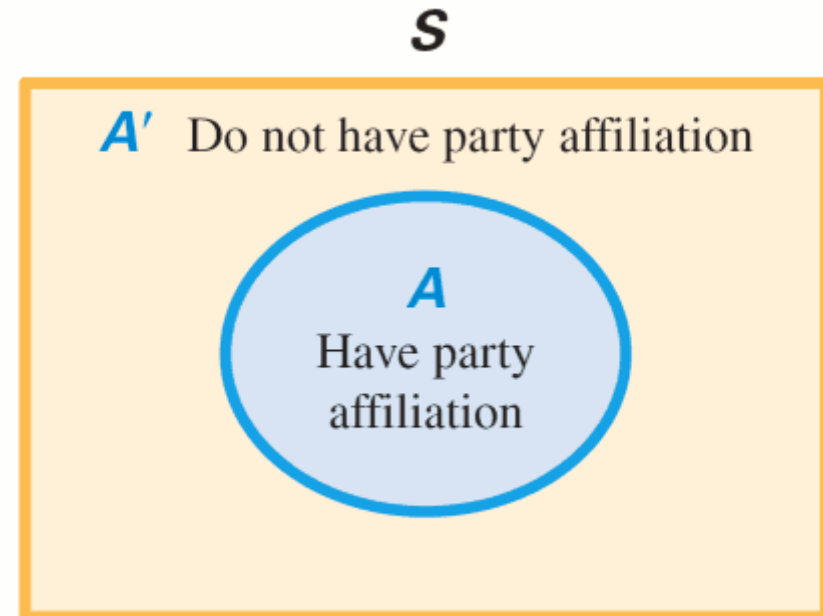 S
A′ Do not have party affiliation
A
Have party
affiliation